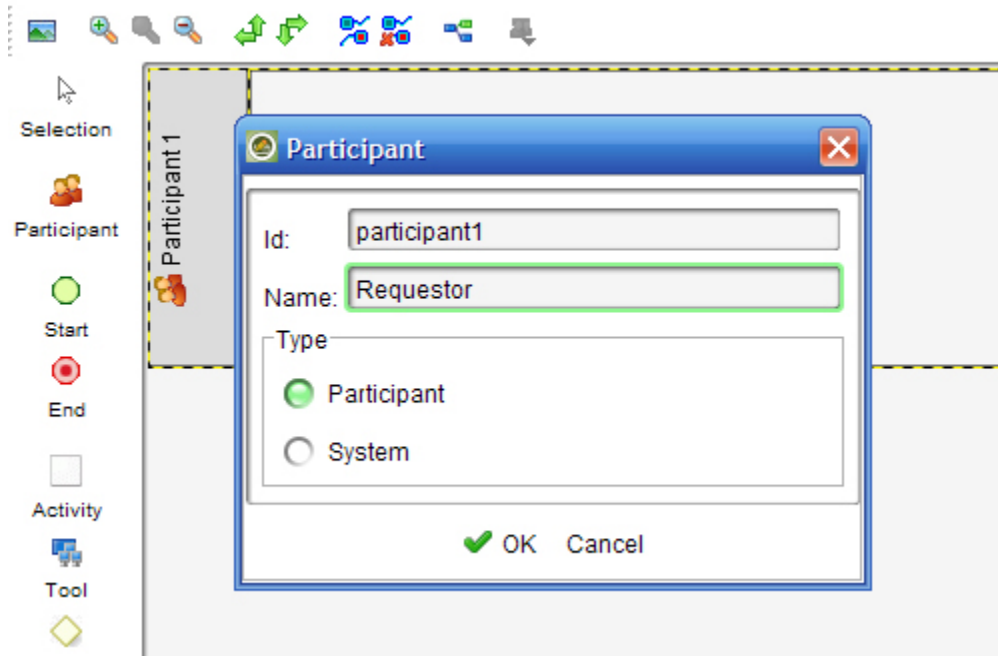 Selection
Participant
Start
End
Activity
Tool
Participant 1
Participant
Id: participant1
Name: Requestor
Type
Participant
System
OK Cancel